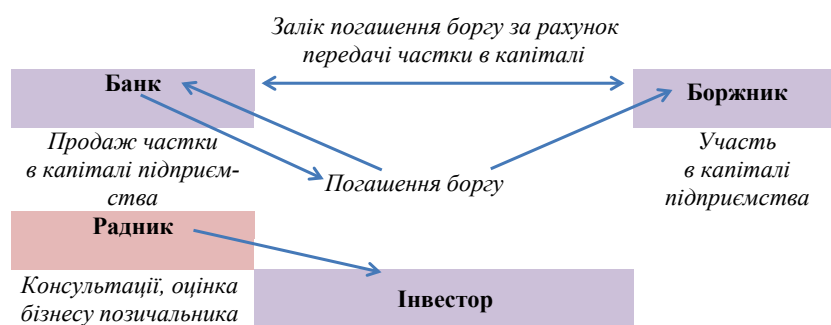 Залік погашення боргу за рахунок
передачі частки в капіталі
Банк
Боржник
Продаж частки
в капіталі підприєм-
ства
Погашення боргу
Участь
в капіталі
підприємства
Радник
Консультації, оцінка
бізнесу позичальника
Інвестор